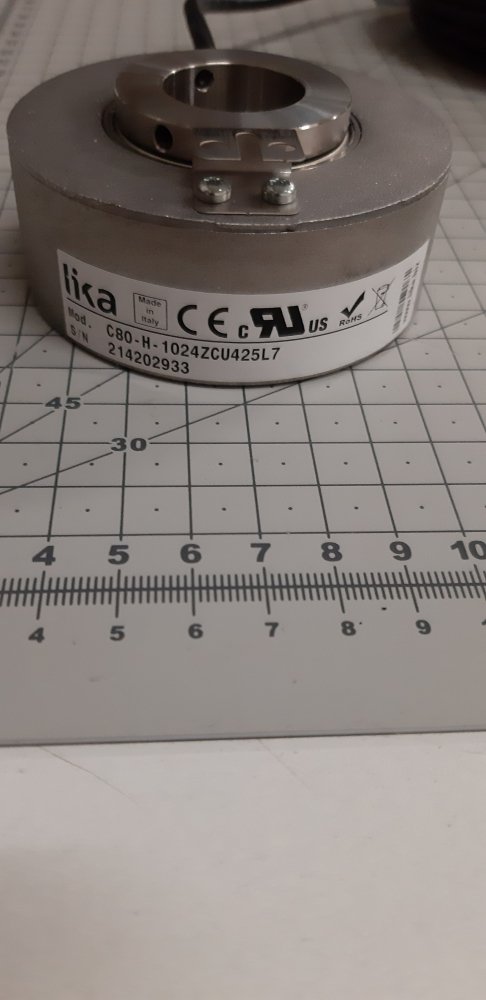 lika
Made
in
Italy
CE
c RU US
RoHS
Mod. C80-H-1024ZCU425L7
S/N 214202933
45
30
4 5 6 7 8 9 10
4 5 6 7 8 9